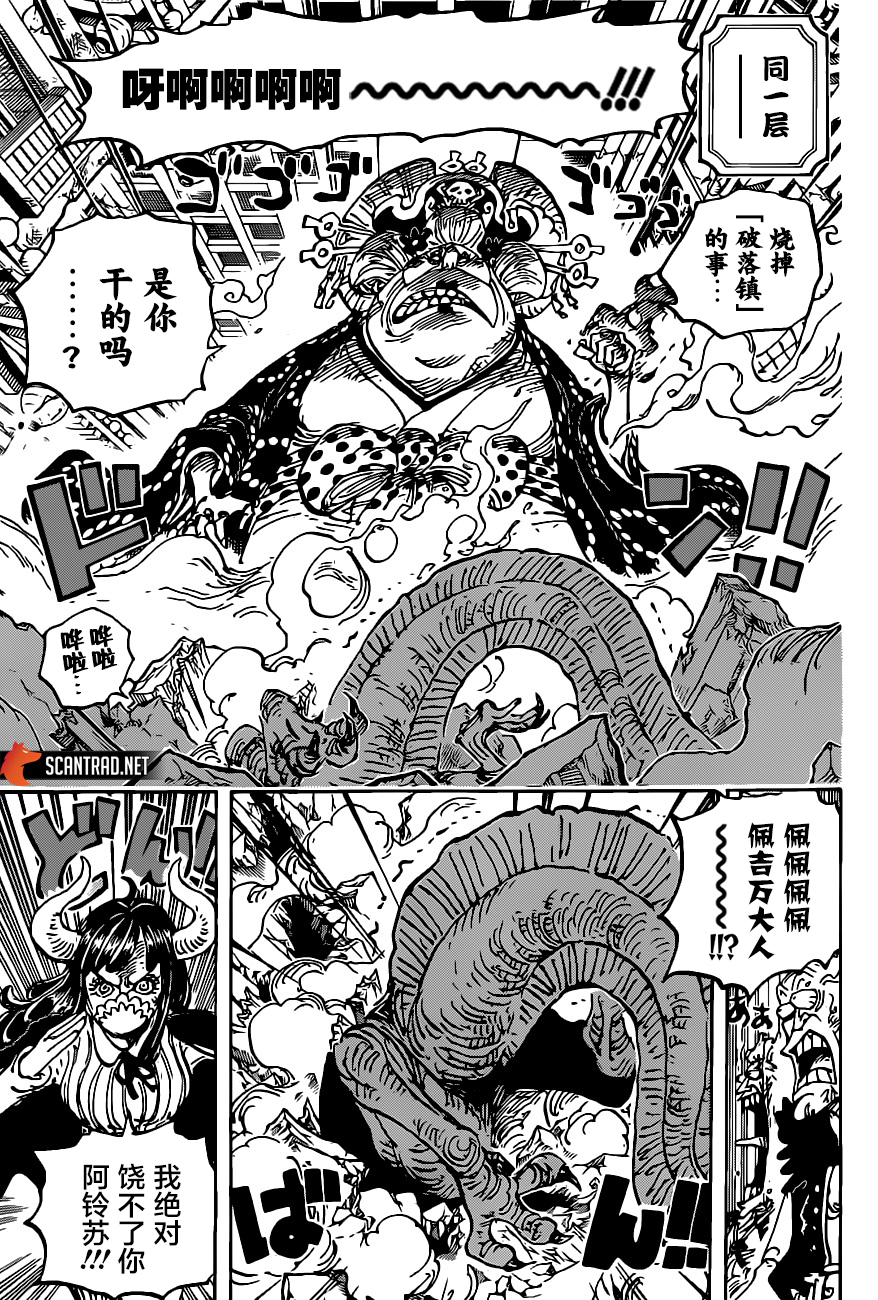 同一层
——
呀啊啊啊啊~~~~~!!!
ゴゴゴ
ゴゴゴ
烧掉
「破落镇」
的事…
是你
干的吗
……?
ドン!!
哗啦
哗啦…
SCANTRAD.NET
佩佩佩佩
佩吉万大人
~~~!!?
ああ
ばん!!
どん!!
我绝对
饶不了你
阿铃苏!!!